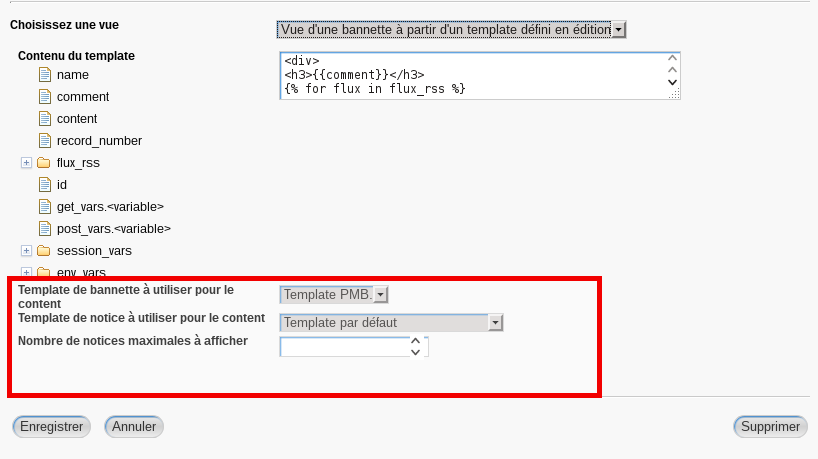 Choisissez une vue
Vue d'une bannette à partir d'un template défini en édition
Contenu du template
<div>
<h3>{{comment}}</h3>
{% for flux in flux_rss %}
name
comment
content
record_number
flux_rss
id
get_vars.<variable>
post_vars.<variable>
session_vars
env_vars
Template de bannette à utiliser pour le
content
Template PMB.
Template de notice à utiliser pour le content
Template par défaut
Nombre de notices maximales à afficher
Enregistrer
Annuler
Supprimer